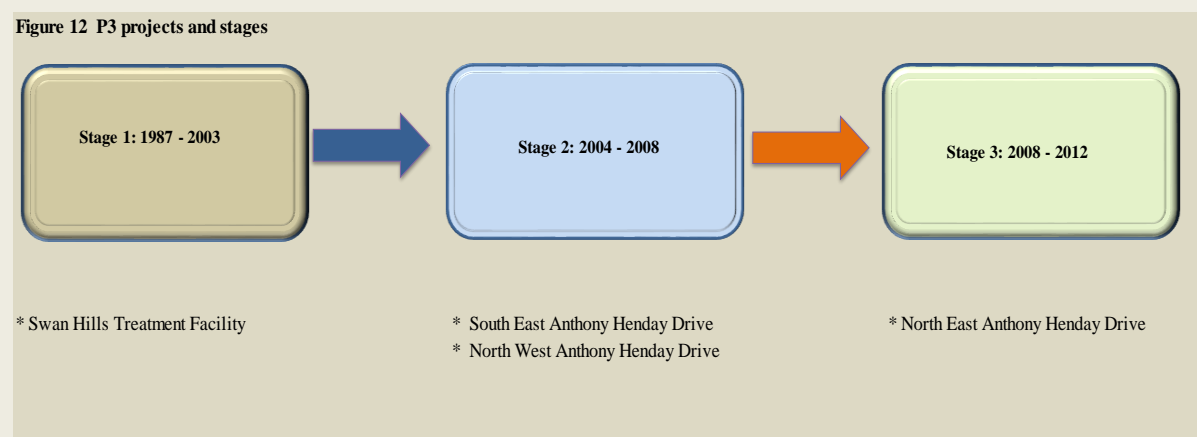 Figure 12 P3 projects and stages
Stage 1: 1987 - 2003
Stage 2: 2004 - 2008
Stage 3: 2008 - 2012
* Swan Hills Treatment Facility
* South East Anthony Henday Drive
* North West Anthony Henday Drive
* North East Anthony Henday Drive